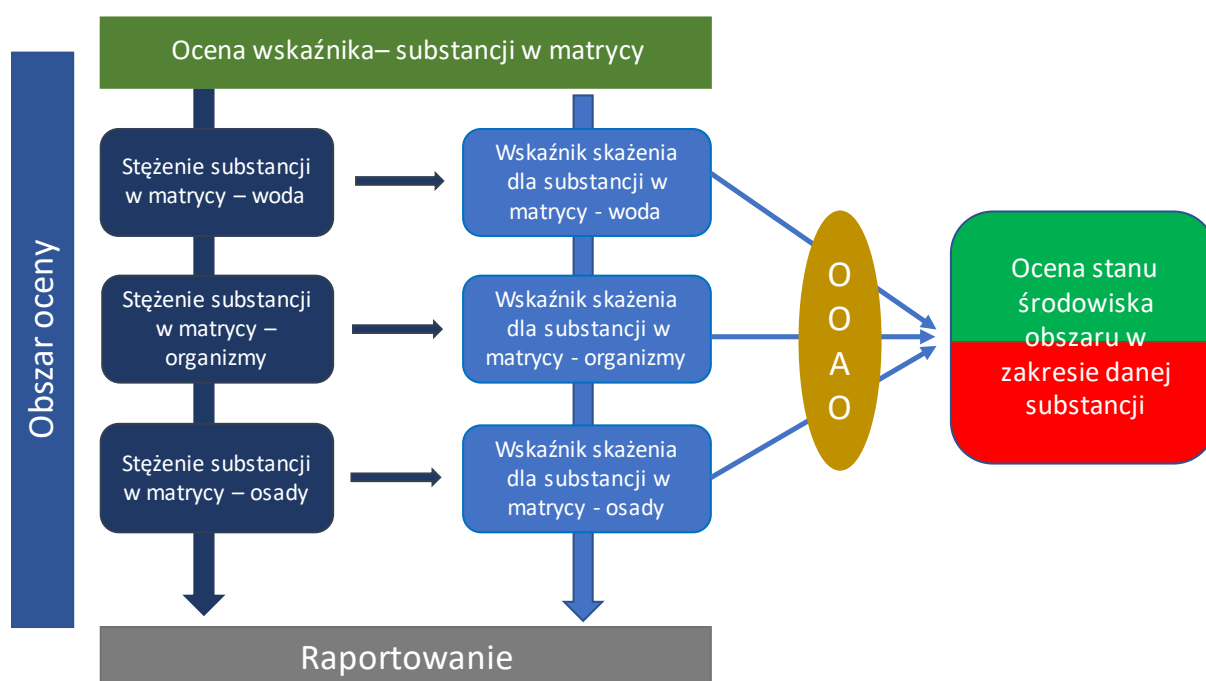 Ocena wskaźnika– substancji w matrycy
Obszar oceny
Stężenie substancji
w matrycy – woda
Wskaźnik skażenia
dla substancji w
matrycy - woda
Stężenie substancji
w matrycy –
organizmy
Wskaźnik skażenia
dla substancji w
matrycy - organizmy
Stężenie substancji
w matrycy – osady
Wskaźnik skażenia
dla substancji w
matrycy - osady
O
O
A
O
Ocena stanu
środowiska
obszaru w
zakresie danej
substancji
Raportowanie